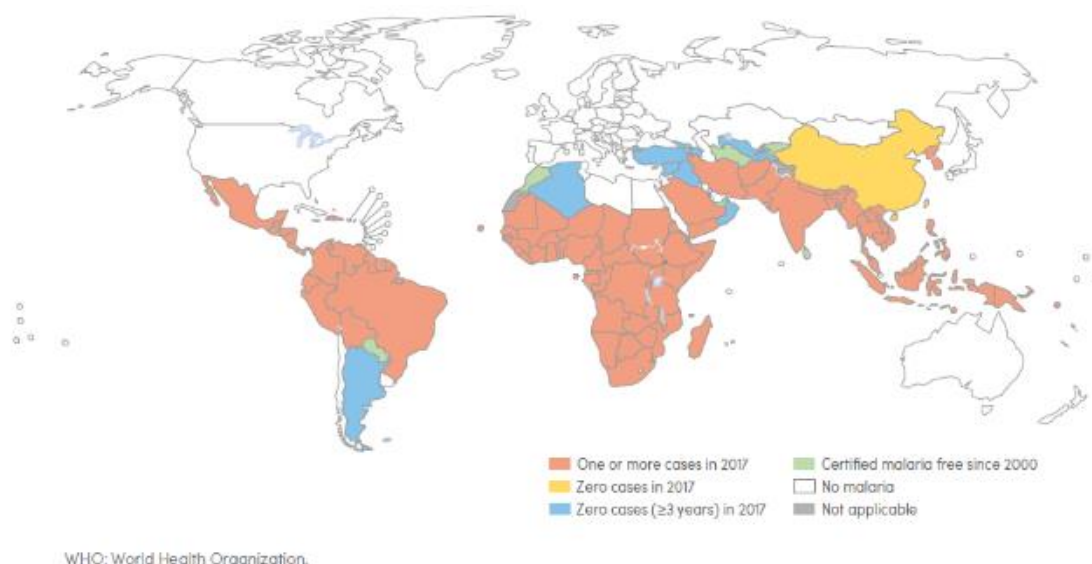 One or more cases in 2017
Zero cases in 2017
Zero cases (≥3 years) in 2017
Certified malaria free since 2000
No malaria
Not applicable
WHO: World Health Organization.